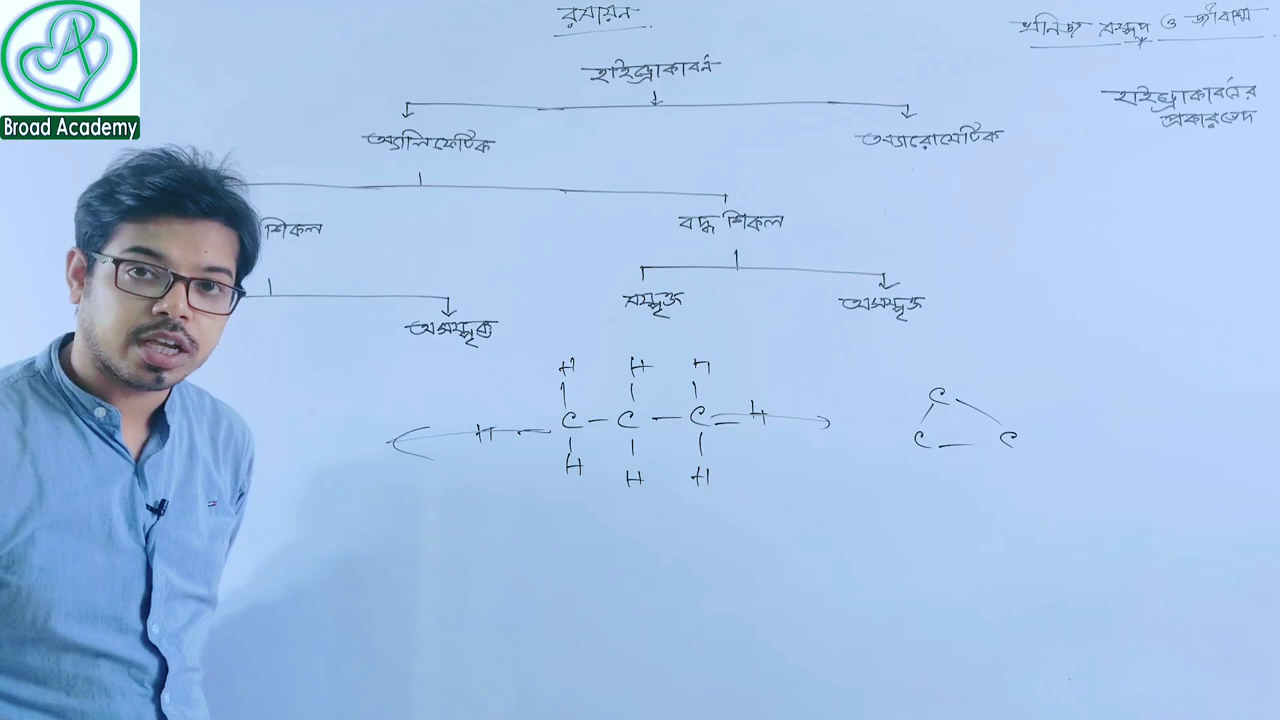 Broad Academy
রসায়ন
খনিজ সম্পদ ও জীবাশ্ম
হাইড্রোকার্বনের
প্রকারভেদ
হাইড্রোকার্বন
অ্যালিফেটিক অ্যারোমেটিক
শিকল বদ্ধ শিকল
অসম্পৃক্ত সম্পৃক্ত অসম্পৃক্ত
H H H
H C C C H
H H H
C
C C